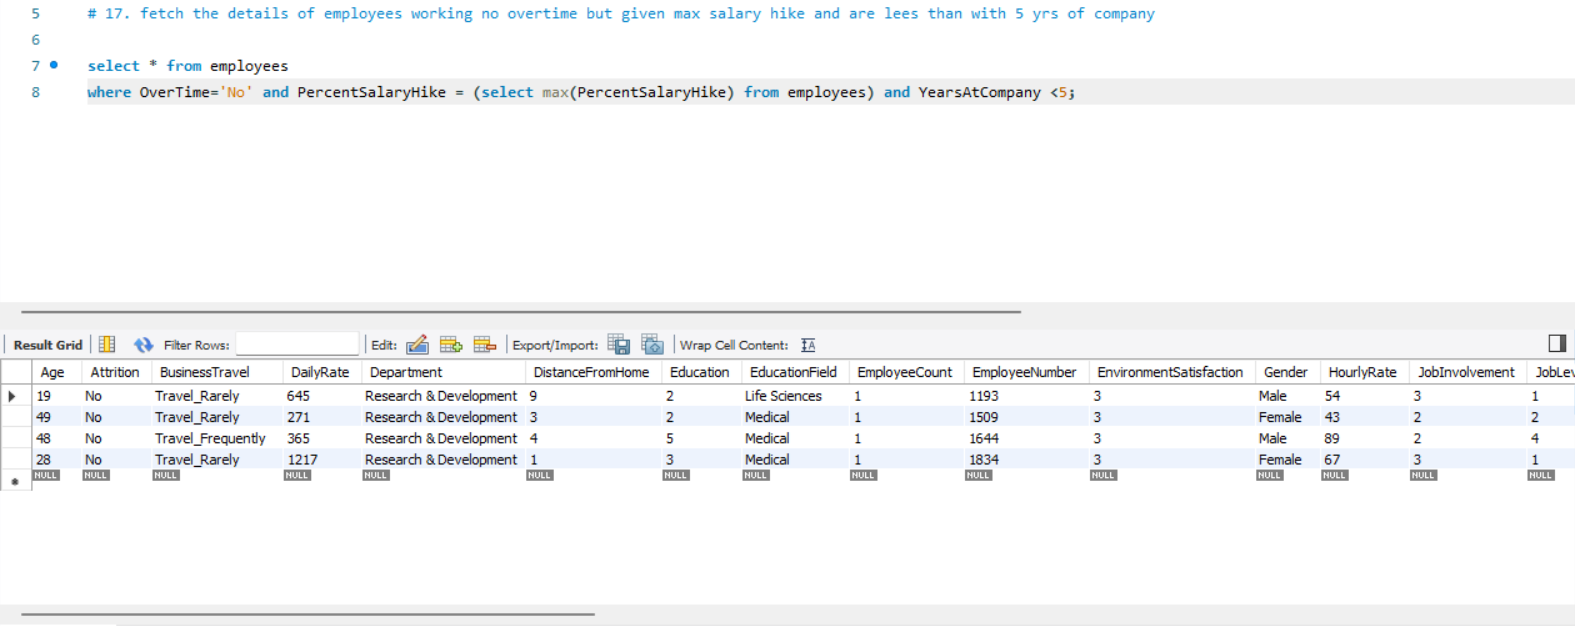 5 # 17. fetch the details of employees working no overtime but given max salary hike and are lees than with 5 yrs of company
6
7 select * from employees
8 where OverTime='No' and PercentSalaryHike = (select max(PercentSalaryHike) from employees) and YearsAtCompany <5;
Result Grid Filter Rows: Edit: Export/Import: Wrap Cell Content: IA
Age Attrition BusinessTravel DailyRate Department DistanceFromHome Education EducationField EmployeeCount EmployeeNumber EnvironmentSatisfaction Gender HourlyRate JobInvolvement JobLev
19 No Travel_Rarely 645 Research & Development 9 2 Life Sciences 1 1193 3 Male 54 3 1
49 No Travel_Rarely 271 Research & Development 3 2 Medical 1 1509 3 Female 43 2 2
48 No Travel_Frequently 365 Research & Development 4 5 Medical 1 1644 3 Male 89 2 4
28 No Travel_Rarely 1217 Research & Development 1 3 Medical 1 1834 3 Female 67 3 1
NULL NULL NULL NULL NULL NULL NULL NULL NULL NULL NULL NULL NULL NULL NULL